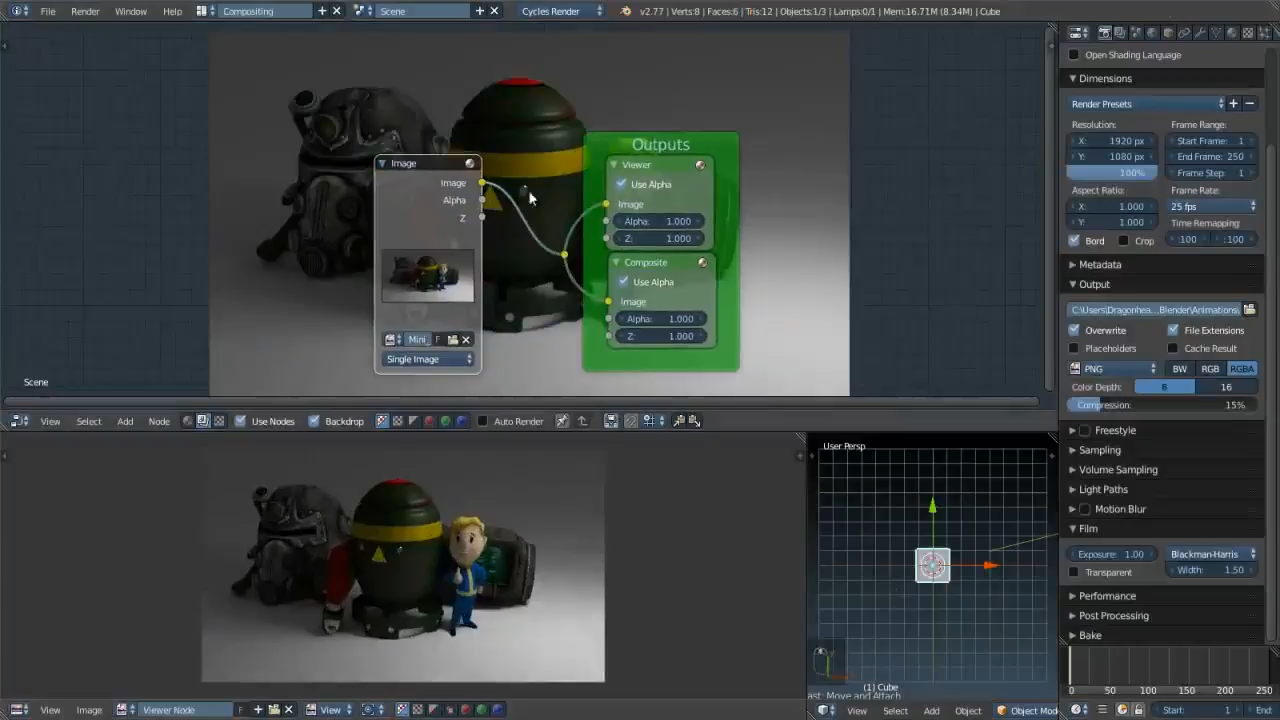 File Render Window Help Compositing Scene Cycles Render v2.77 | Verts:8 | Faces:6 | Tris:12 | Objects:1/3 | Lamps:0/1 | Mem:16.71M (8.34M) | Cube
Open Shading Language
Dimensions
Render Presets
Resolution: Frame Range:
X: 1920 px Start Frame: 1
Y: 1080 px End Frame: 250
100% Frame Step: 1
Aspect Ratio: Frame Rate:
X: 1.000 25 fps
Y: 1.000 Time Remapping:
Bord Crop :100 :100
Metadata
Output
C:\Users\Dragonhea...Blender\Animations\
Overwrite File Extensions
Placeholders Cache Result
PNG BW RGB RGBA
Color Depth: 8 16
Compression: 15%
Freestyle
Sampling
Volume Sampling
Light Paths
Motion Blur
Film
Exposure: 1.00 Blackman-Harris
Transparent Width: 1.50
Performance
Post Processing
Bake
Image
Image
Alpha
Z
Mini_ F
Single Image
Outputs
Viewer
Use Alpha
Image
Alpha: 1.000
Z: 1.000
Composite
Use Alpha
Image
Alpha: 1.000
Z: 1.000
Scene
View Select Add Node Use Nodes Backdrop Auto Render
User Persp
(1) Cube
ast: Move and Attach
View Image Viewer Node F View
View Select Add Object Object Mod
0 50 100 150 200 250
Start: 1 End: